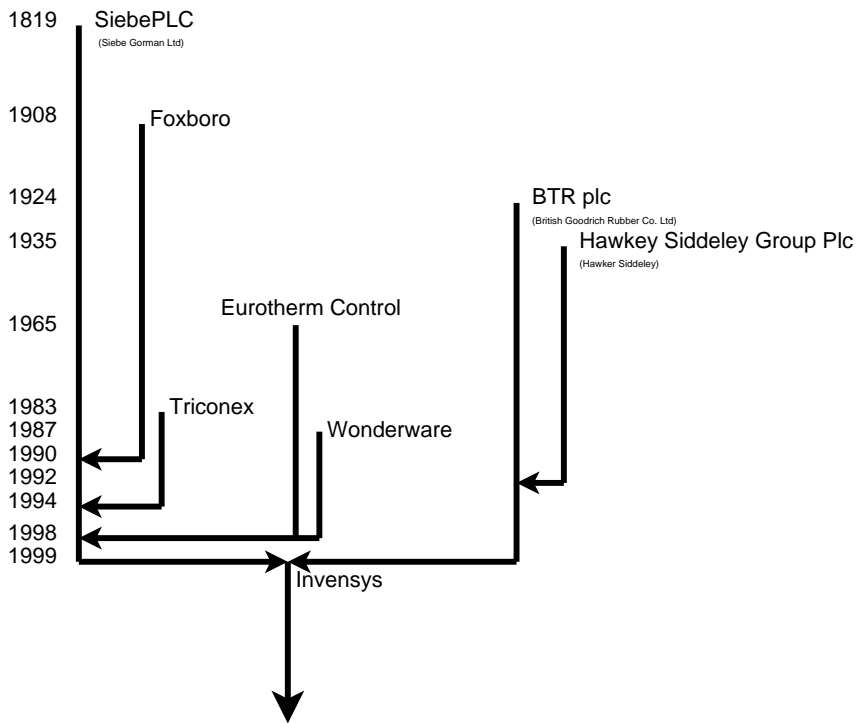 1819 SiebePLC
(Siebe Gorman Ltd)
1908 Foxboro
1924 BTR plc
(British Goodrich Rubber Co. Ltd)
1935 Hawkey Siddeley Group Plc
(Hawker Siddeley)
Eurotherm Control
1965
1983 Triconex
1987 Wonderware
1990
1992
1994
1998
1999
Invensys